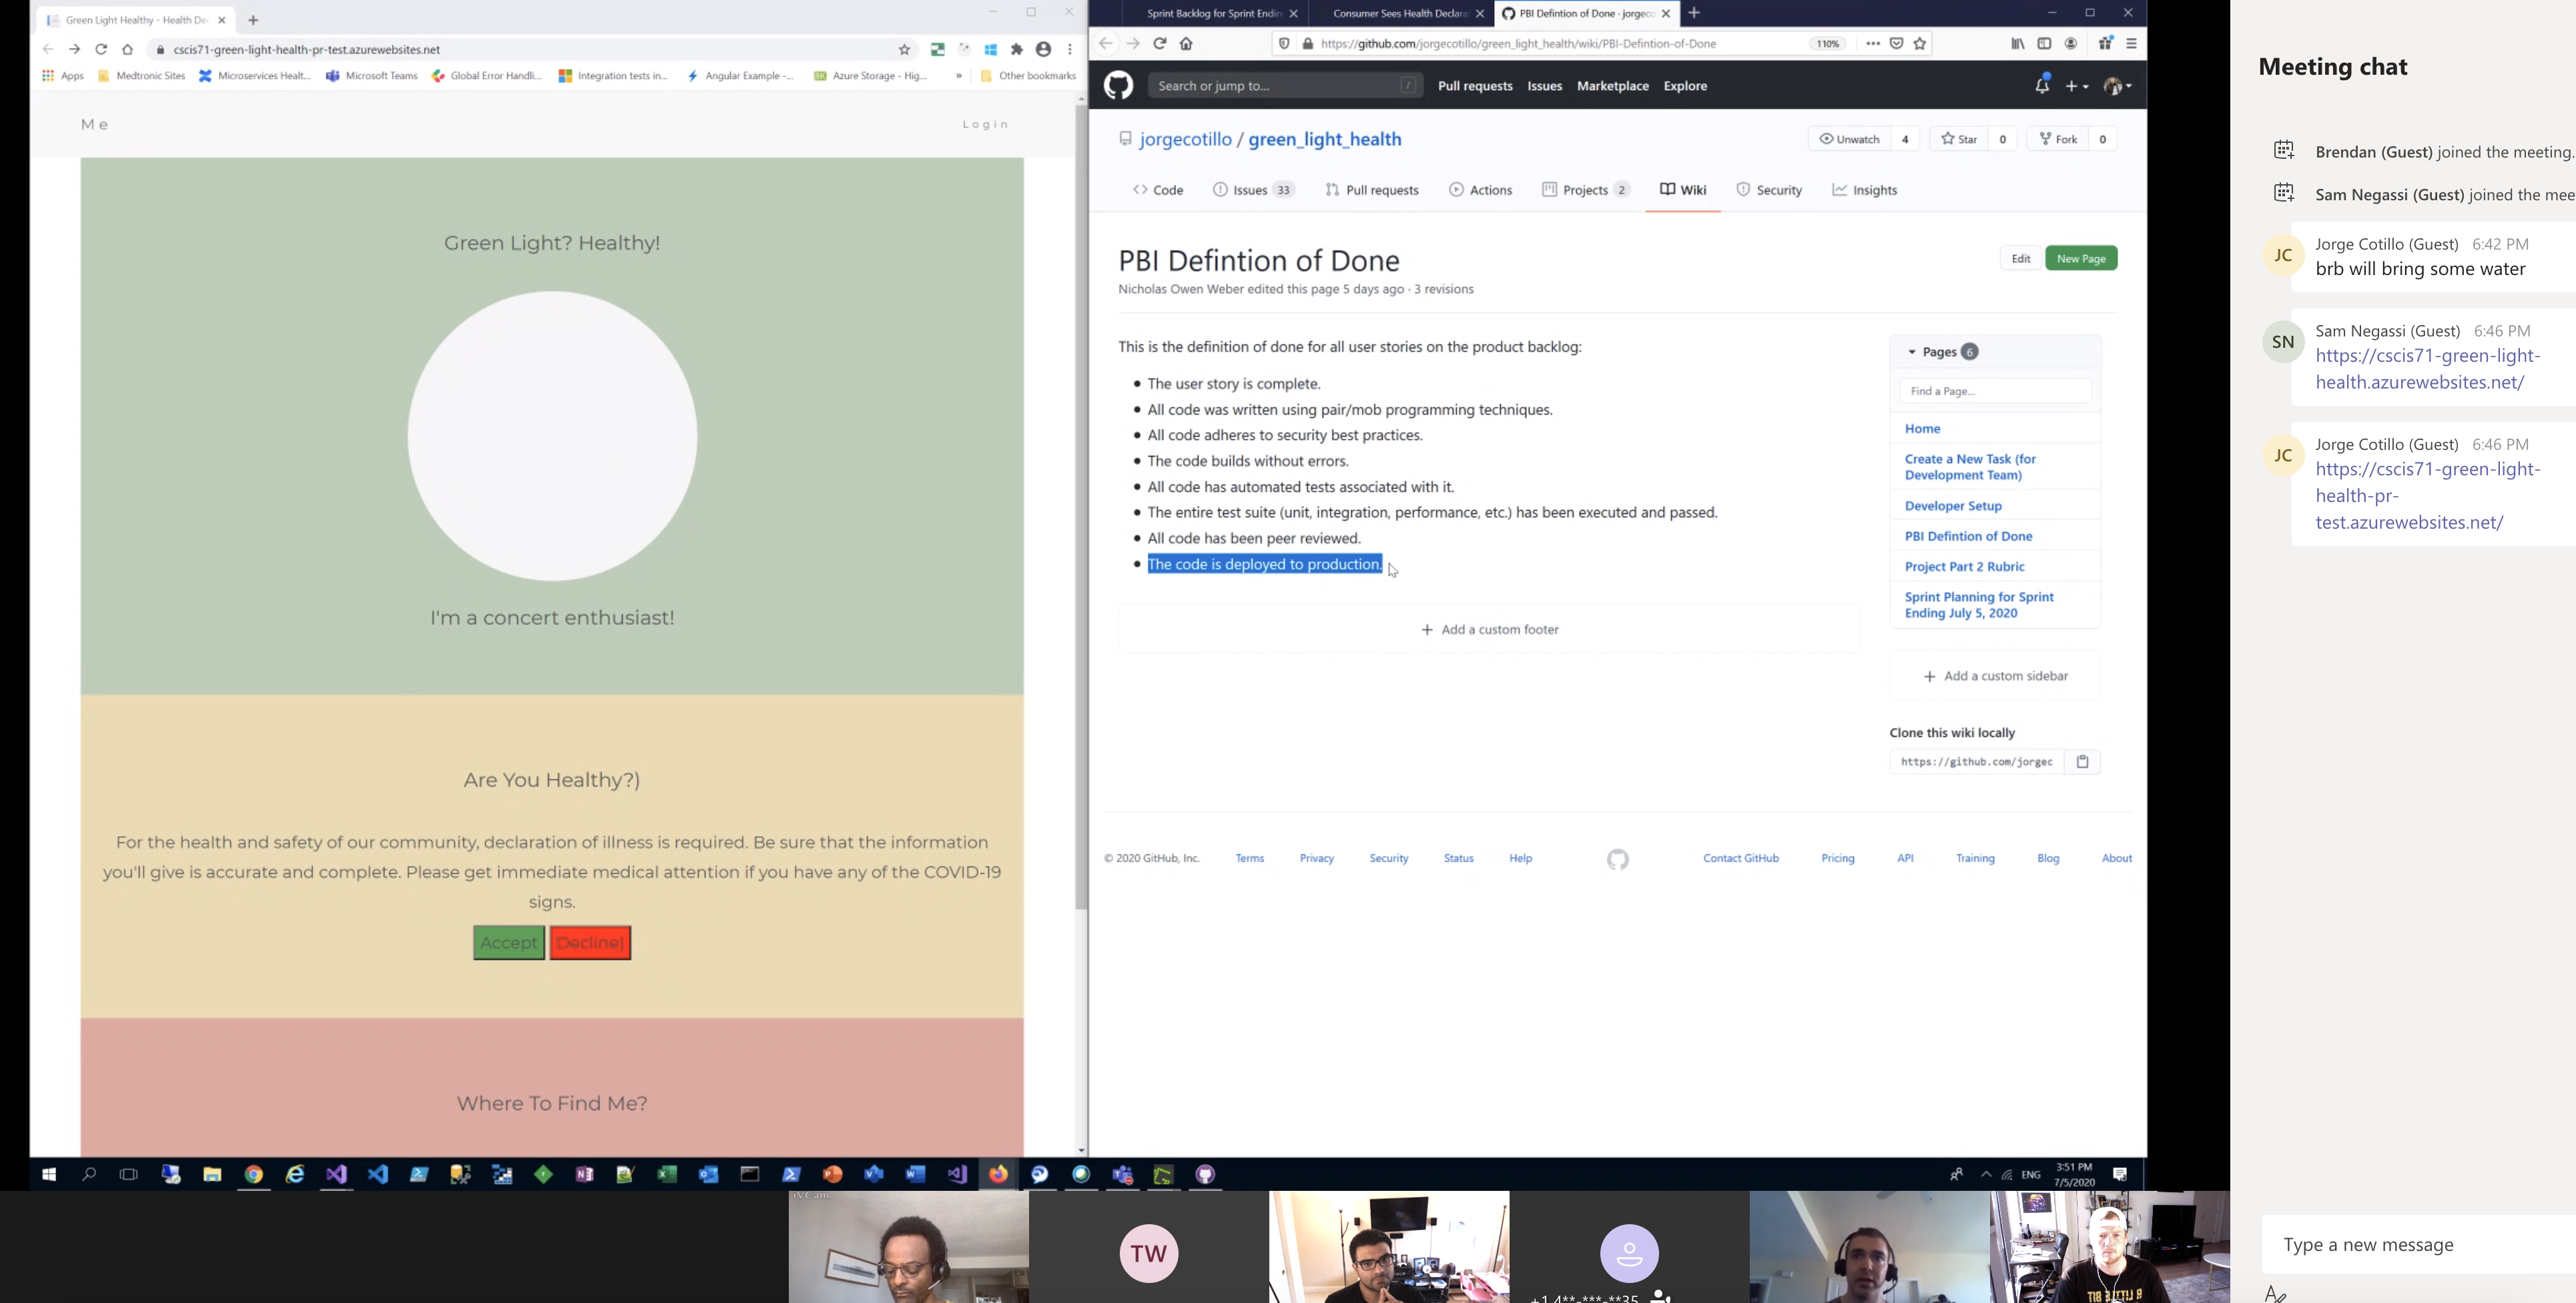 Green Light Healthy - Health De
cscis71-green-light-health-pr-test.azurewebsites.net
Apps
Medtronic Sites
Microservices Healt...
Microsoft Teams
Global Error Handli...
Integration tests in...
Angular Example -...
Azure Storage - Hig...
»
Other bookmarks
Me
Login
Green Light? Healthy!
I'm a concert enthusiast!
Are You Healthy?)
For the health and safety of our community, declaration of illness is required. Be sure that the information
you'll give is accurate and complete. Please get immediate medical attention if you have any of the COVID-19
signs.
Accept
Decline)
Where To Find Me?
Sprint Backlog for Sprint Endin
Consumer Sees Health Declara
PBI Defintion of Done · jorgeco
https://github.com/jorgecotillo/green_light_health/wiki/PBI-Defintion-of-Done
110%
Search or jump to...
/
Pull requests
Issues
Marketplace
Explore
jorgecotillo / green_light_health
Unwatch 4
Star 0
Fork 0
Code
Issues 33
Pull requests
Actions
Projects 2
Wiki
Security
Insights
PBI Defintion of Done
Edit
New Page
Nicholas Owen Weber edited this page 5 days ago · 3 revisions
This is the definition of done for all user stories on the product backlog:
• The user story is complete.
• All code was written using pair/mob programming techniques.
• All code adheres to security best practices.
• The code builds without errors.
• All code has automated tests associated with it.
• The entire test suite (unit, integration, performance, etc.) has been executed and passed.
• All code has been peer reviewed.
• The code is deployed to production.
+ Add a custom footer
Pages 6
Find a Page...
Home
Create a New Task (for
Development Team)
Developer Setup
PBI Defintion of Done
Project Part 2 Rubric
Sprint Planning for Sprint
Ending July 5, 2020
+ Add a custom sidebar
Clone this wiki locally
https://github.com/jorgec
© 2020 GitHub, Inc.
Terms
Privacy
Security
Status
Help
Contact GitHub
Pricing
API
Training
Blog
About
ENG
3:51 PM
7/5/2020
Meeting chat
Brendan (Guest) joined the meeting.
Sam Negassi (Guest) joined the mee
JC
Jorge Cotillo (Guest) 6:42 PM
brb will bring some water
SN
Sam Negassi (Guest) 6:46 PM
https://cscis71-green-light-
health.azurewebsites.net/
JC
Jorge Cotillo (Guest) 6:46 PM
https://cscis71-green-light-
health-pr-
test.azurewebsites.net/
Type a new message
iVCam
TW
+1 4**-***-**35